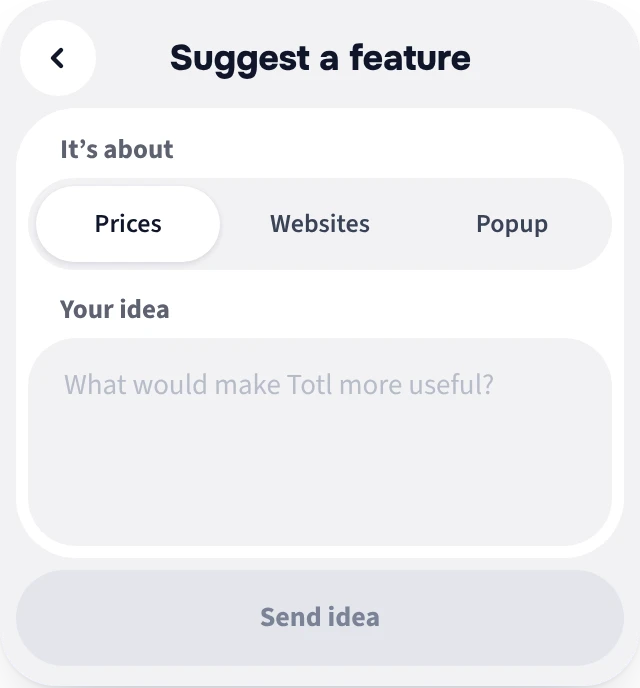 Suggest a feature
It’s about
Prices
Websites
Popup
Your idea
What would make Totl more useful?
Send idea